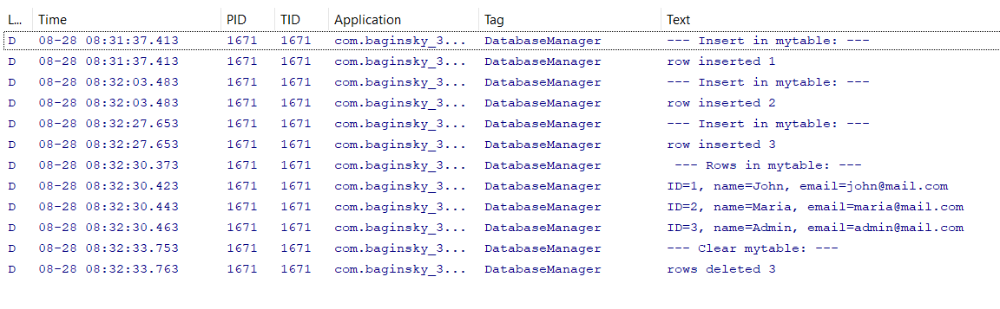 L... Time PID TID Application Tag Text
D 08-28 08:31:37.413 1671 1671 com.baginsky_3... DatabaseManager --- Insert in mytable: ---
D 08-28 08:31:37.413 1671 1671 com.baginsky_3... DatabaseManager row inserted 1
D 08-28 08:32:03.483 1671 1671 com.baginsky_3... DatabaseManager --- Insert in mytable: ---
D 08-28 08:32:03.483 1671 1671 com.baginsky_3... DatabaseManager row inserted 2
D 08-28 08:32:27.653 1671 1671 com.baginsky_3... DatabaseManager --- Insert in mytable: ---
D 08-28 08:32:27.653 1671 1671 com.baginsky_3... DatabaseManager row inserted 3
D 08-28 08:32:30.373 1671 1671 com.baginsky_3... DatabaseManager --- Rows in mytable: ---
D 08-28 08:32:30.423 1671 1671 com.baginsky_3... DatabaseManager ID=1, name=John, email=john@mail.com
D 08-28 08:32:30.443 1671 1671 com.baginsky_3... DatabaseManager ID=2, name=Maria, email=maria@mail.com
D 08-28 08:32:30.463 1671 1671 com.baginsky_3... DatabaseManager ID=3, name=Admin, email=admin@mail.com
D 08-28 08:32:33.753 1671 1671 com.baginsky_3... DatabaseManager --- Clear mytable: ---
D 08-28 08:32:33.763 1671 1671 com.baginsky_3... DatabaseManager rows deleted 3